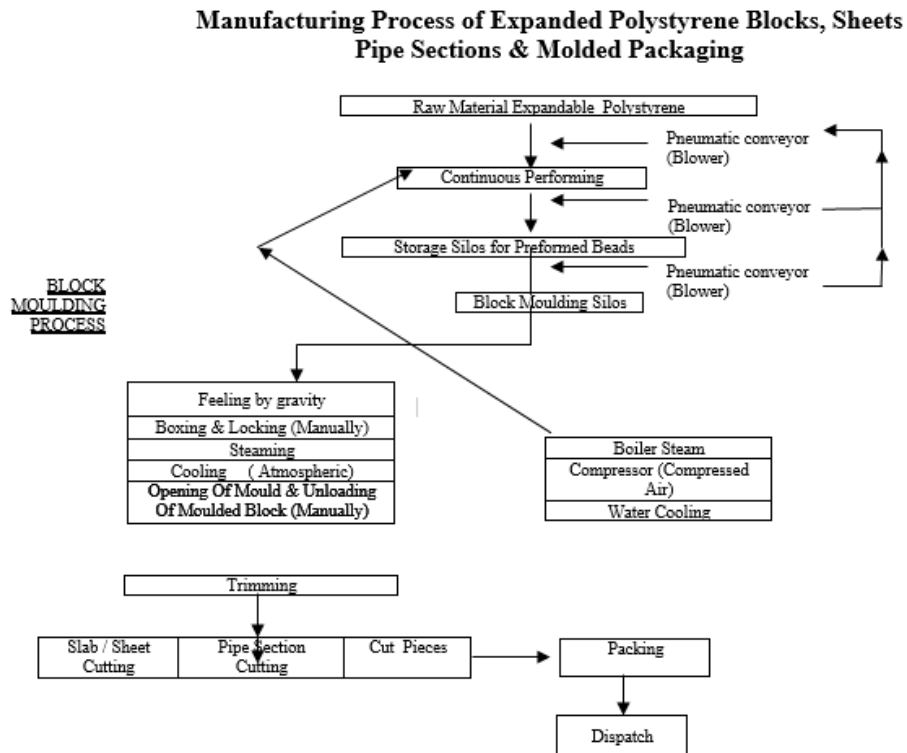 Manufacturing Process of Expanded Polystyrene Blocks, Sheets
Pipe Sections & Molded Packaging
Raw Material Expandable Polystyrene
Pneumatic conveyor
(Blower)
Continuous Performing
Pneumatic conveyor
(Blower)
Storage Silos for Preformed Beads
Pneumatic conveyor
(Blower)
BLOCK
MOULDING
PROCESS
Block Moulding Silos
Feeling by gravity
Boxing & Locking (Manually)
Steaming
Cooling ( Atmospheric)
Opening Of Mould & Unloading
Of Moulded Block (Manually)
Boiler Steam
Compressor (Compressed
Air)
Water Cooling
Trimming
Slab / Sheet
Cutting
Pipe Section
Cutting
Cut Pieces
Packing
Dispatch